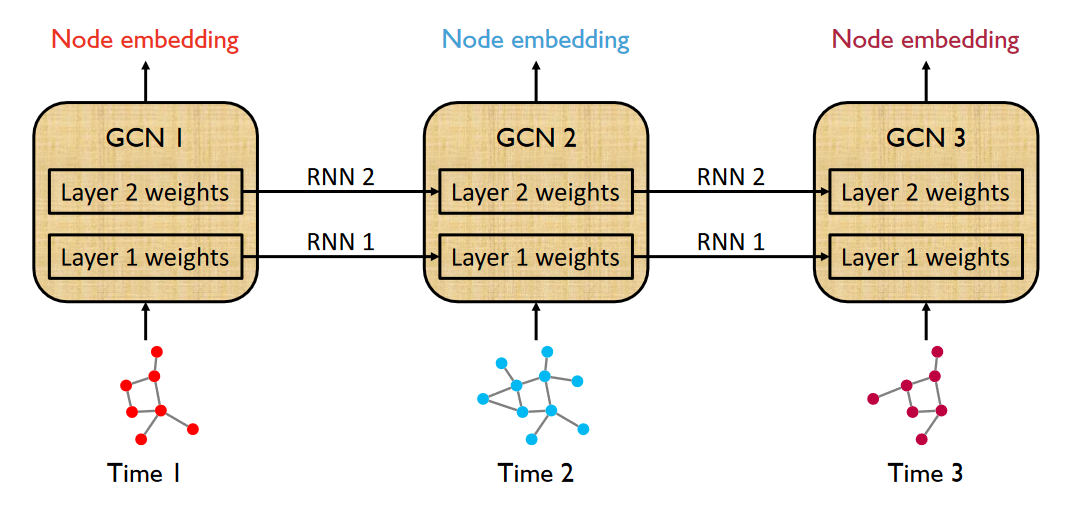 Node embedding
Node embedding
Node embedding
GCN 1
GCN 2
GCN 3
Layer 2 weights
RNN 2
Layer 2 weights
RNN 2
Layer 2 weights
Layer 1 weights
RNN 1
Layer 1 weights
RNN 1
Layer 1 weights
Time 1
Time 2
Time 3